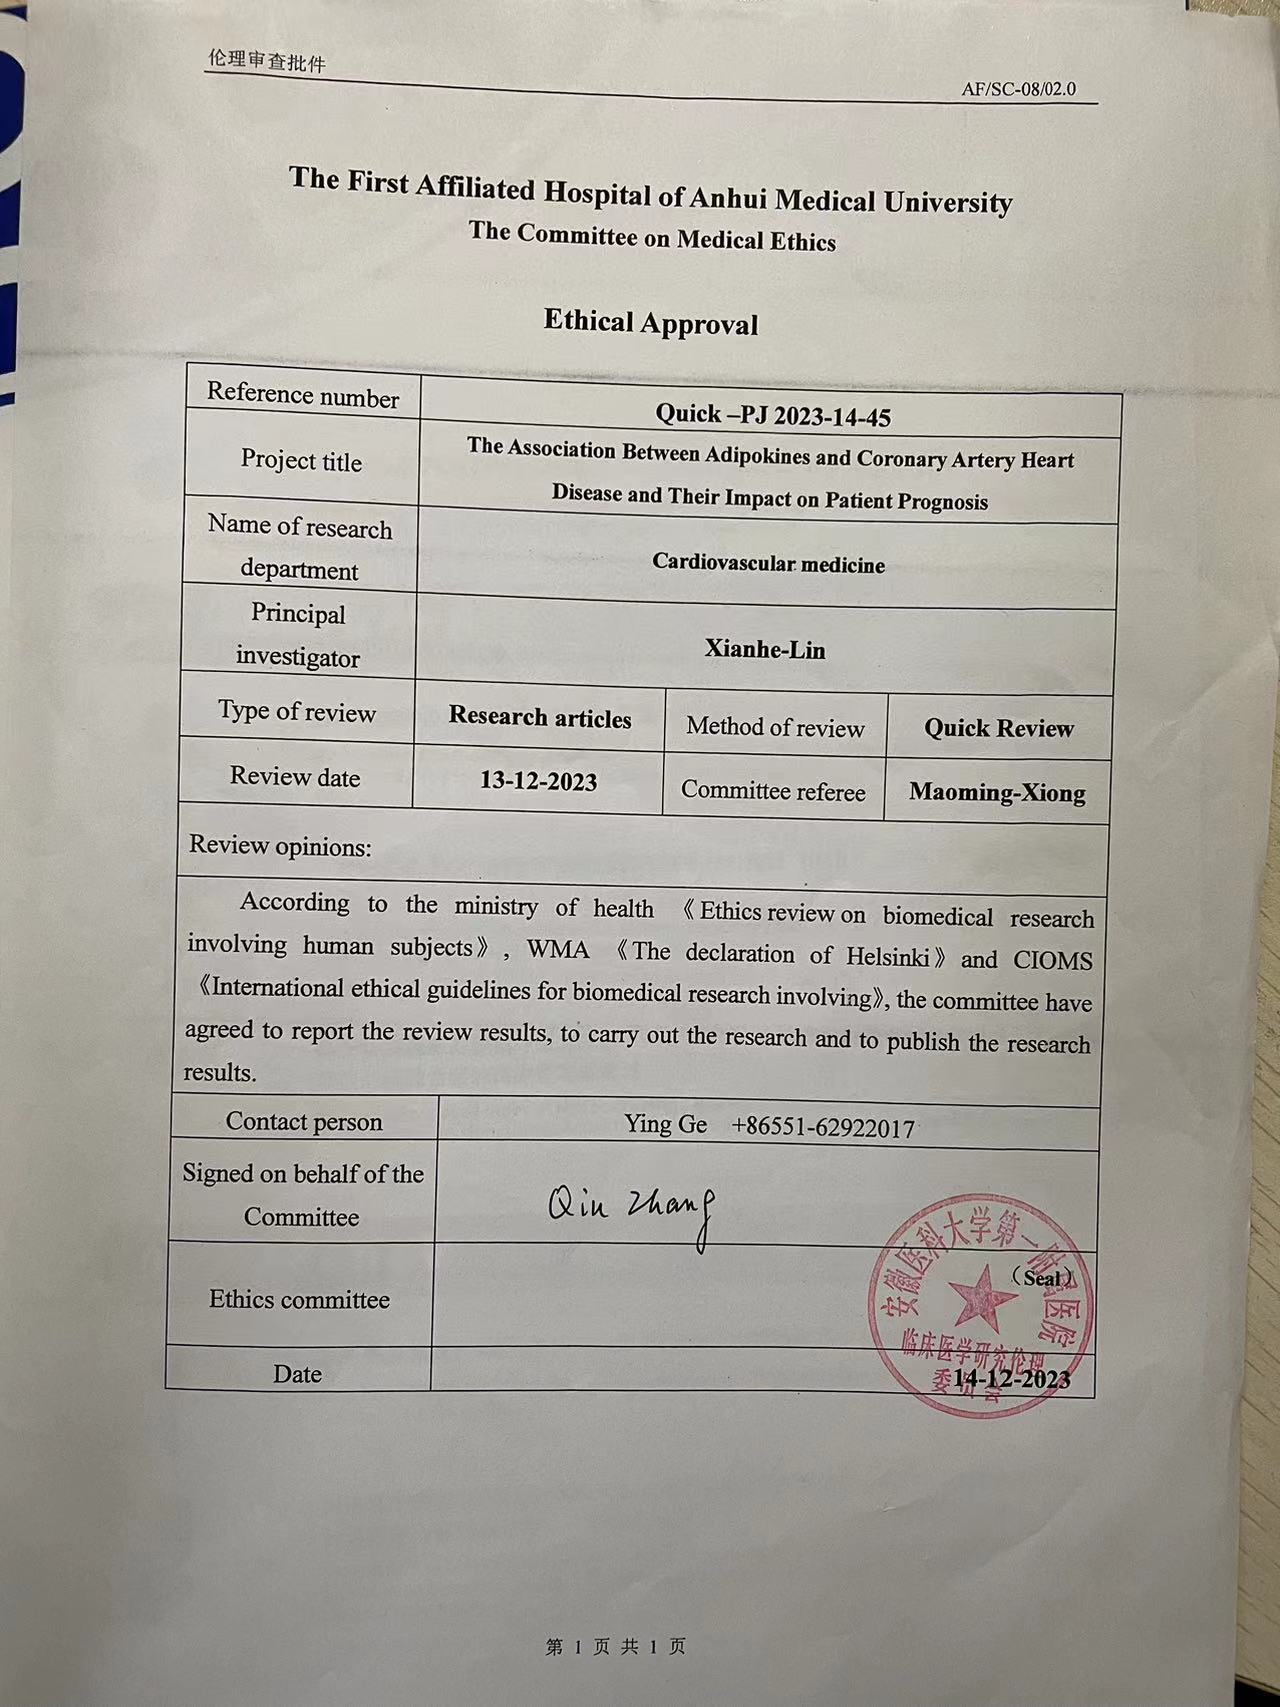 伦理审查批件
AF/SC-08/02.0
The First Affiliated Hospital of Anhui Medical University
The Committee on Medical Ethics
Ethical Approval
Reference number
Quick –PJ 2023-14-45
Project title
The Association Between Adipokines and Coronary Artery Heart
Disease and Their Impact on Patient Prognosis
Name of research
department
Cardiovascular medicine
Principal
investigator
Xianhe-Lin
Type of review
Research articles
Method of review
Quick Review
Review date
13-12-2023
Committee referee
Maoming-Xiong
Review opinions:
According to the ministry of health 《Ethics review on biomedical research
involving human subjects》, WMA 《The declaration of Helsinki》 and CIOMS
《International ethical guidelines for biomedical research involving》, the committee have
agreed to report the review results, to carry out the research and to publish the research
results.
Contact person
Ying Ge +86551-62922017
Signed on behalf of the
Committee
Qin Zhang
Ethics committee
（Seal）
安徽医科大学第一附属医院
临床医学研究伦理
委员会
Date
14-12-2023
第 1 页 共 1 页